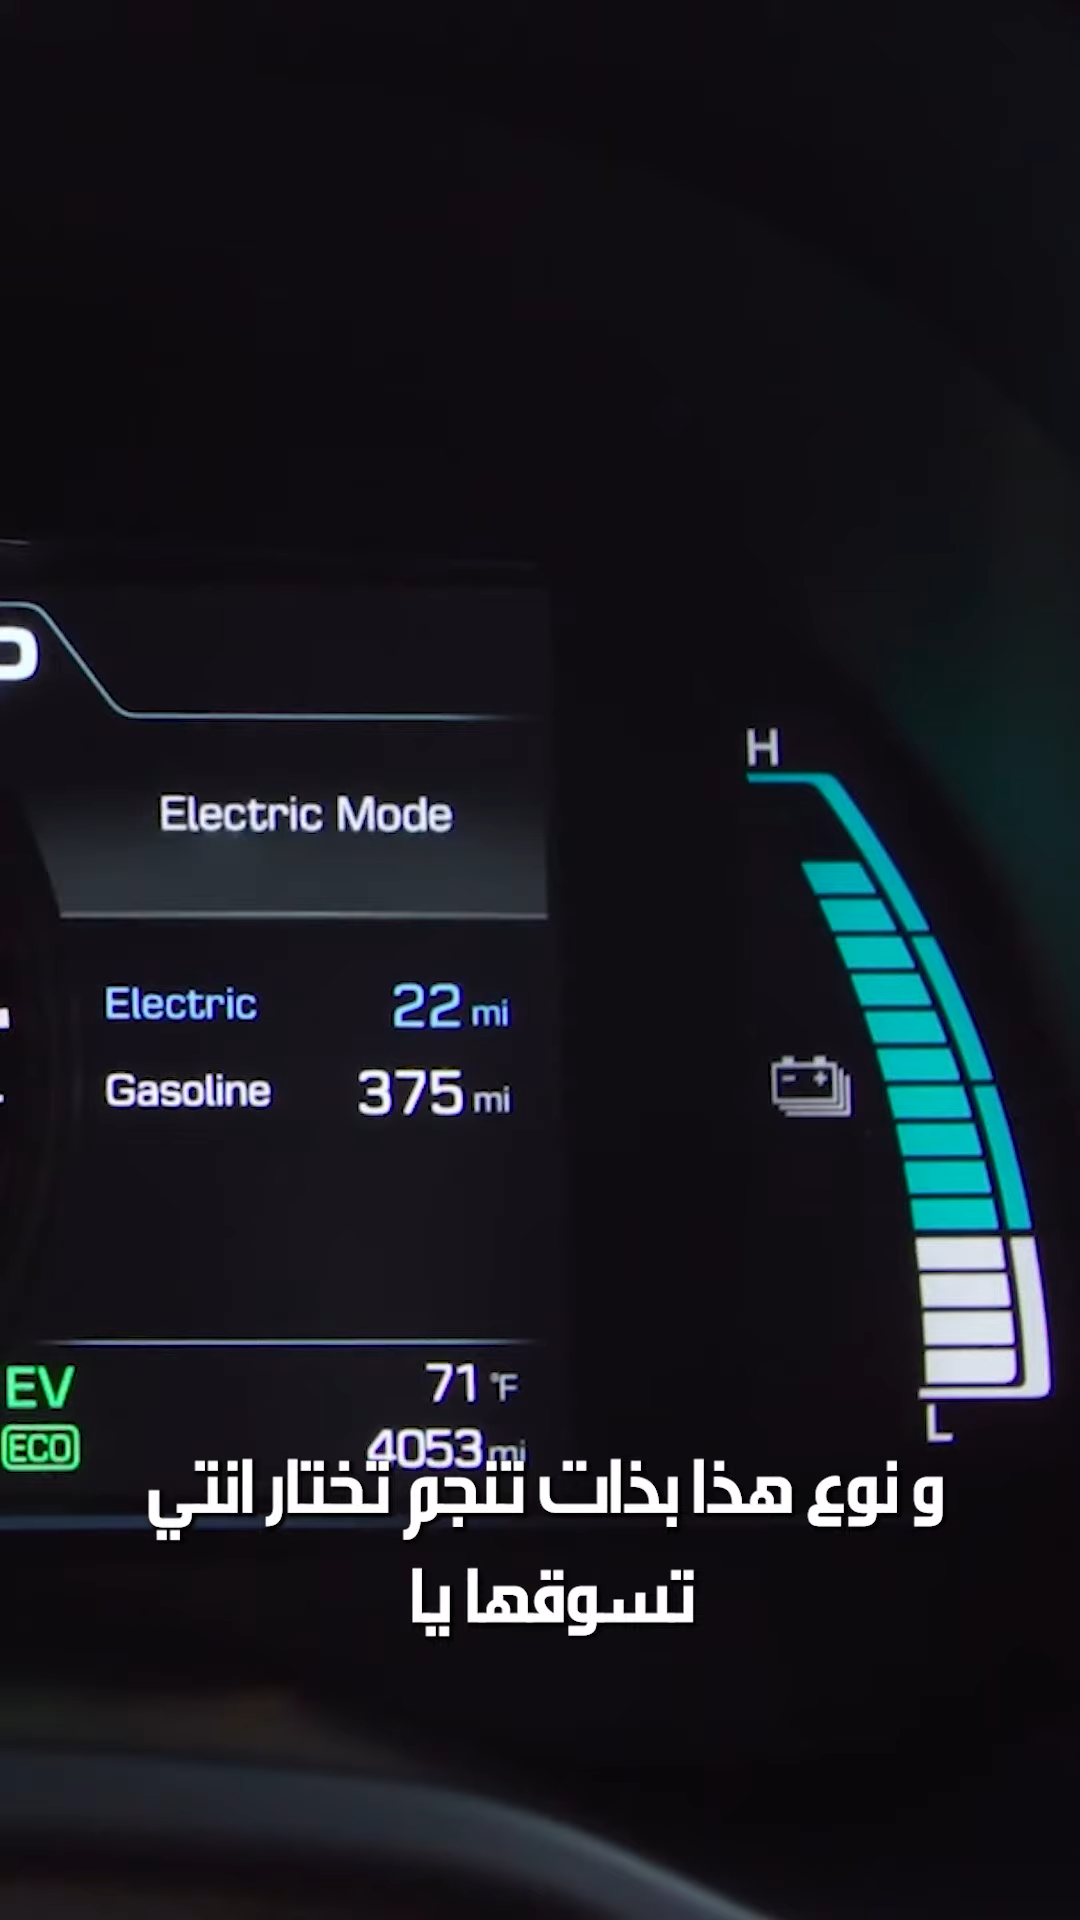 H
Electric Mode
Electric 22 mi
Gasoline 375 mi
EV 71 °F
ECO 4053 mi
L
و نوع هذا بذات تنجم تختار انتي
تسوقها يا